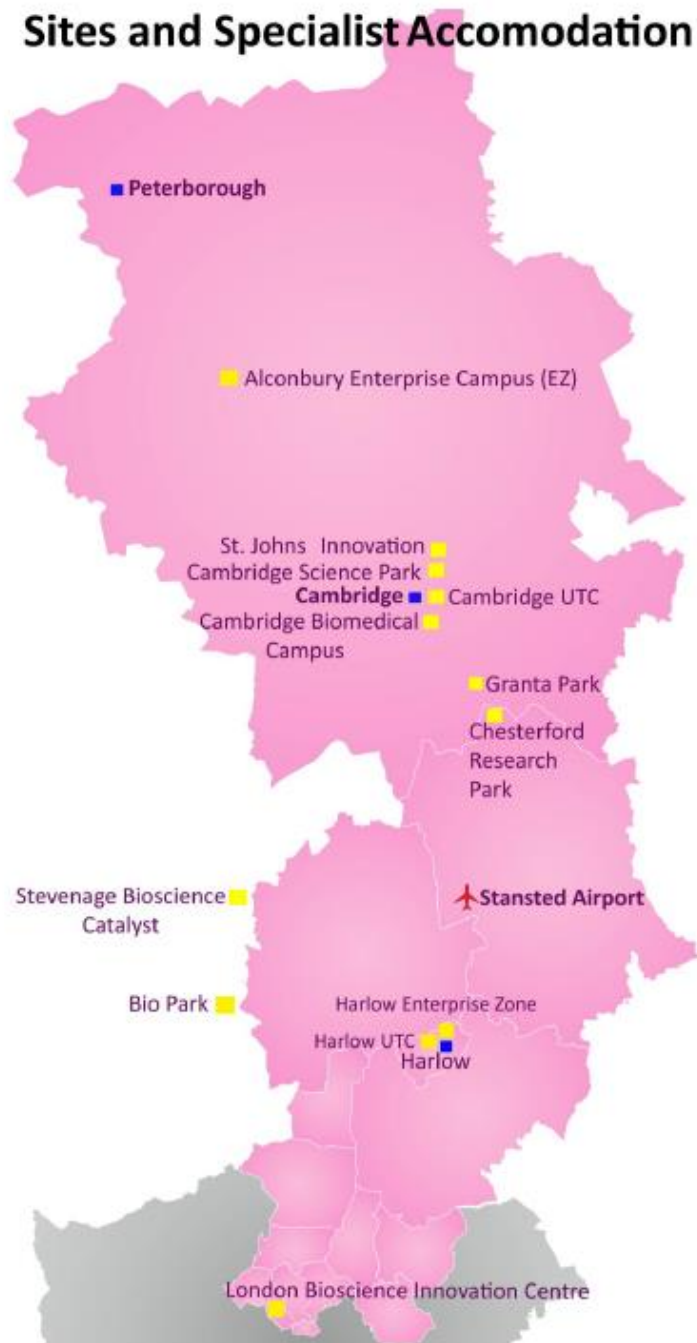 Sites and Specialist Accomodation
Peterborough
Alconbury Enterprise Campus (EZ)
St. Johns Innovation
Cambridge Science Park
Cambridge
Cambridge UTC
Cambridge Biomedical
Campus
Granta Park
Chesterford
Research
Park
Stevenage Bioscience
Catalyst
Stansted Airport
Bio Park
Harlow Enterprise Zone
Harlow UTC
Harlow
London Bioscience Innovation Centre